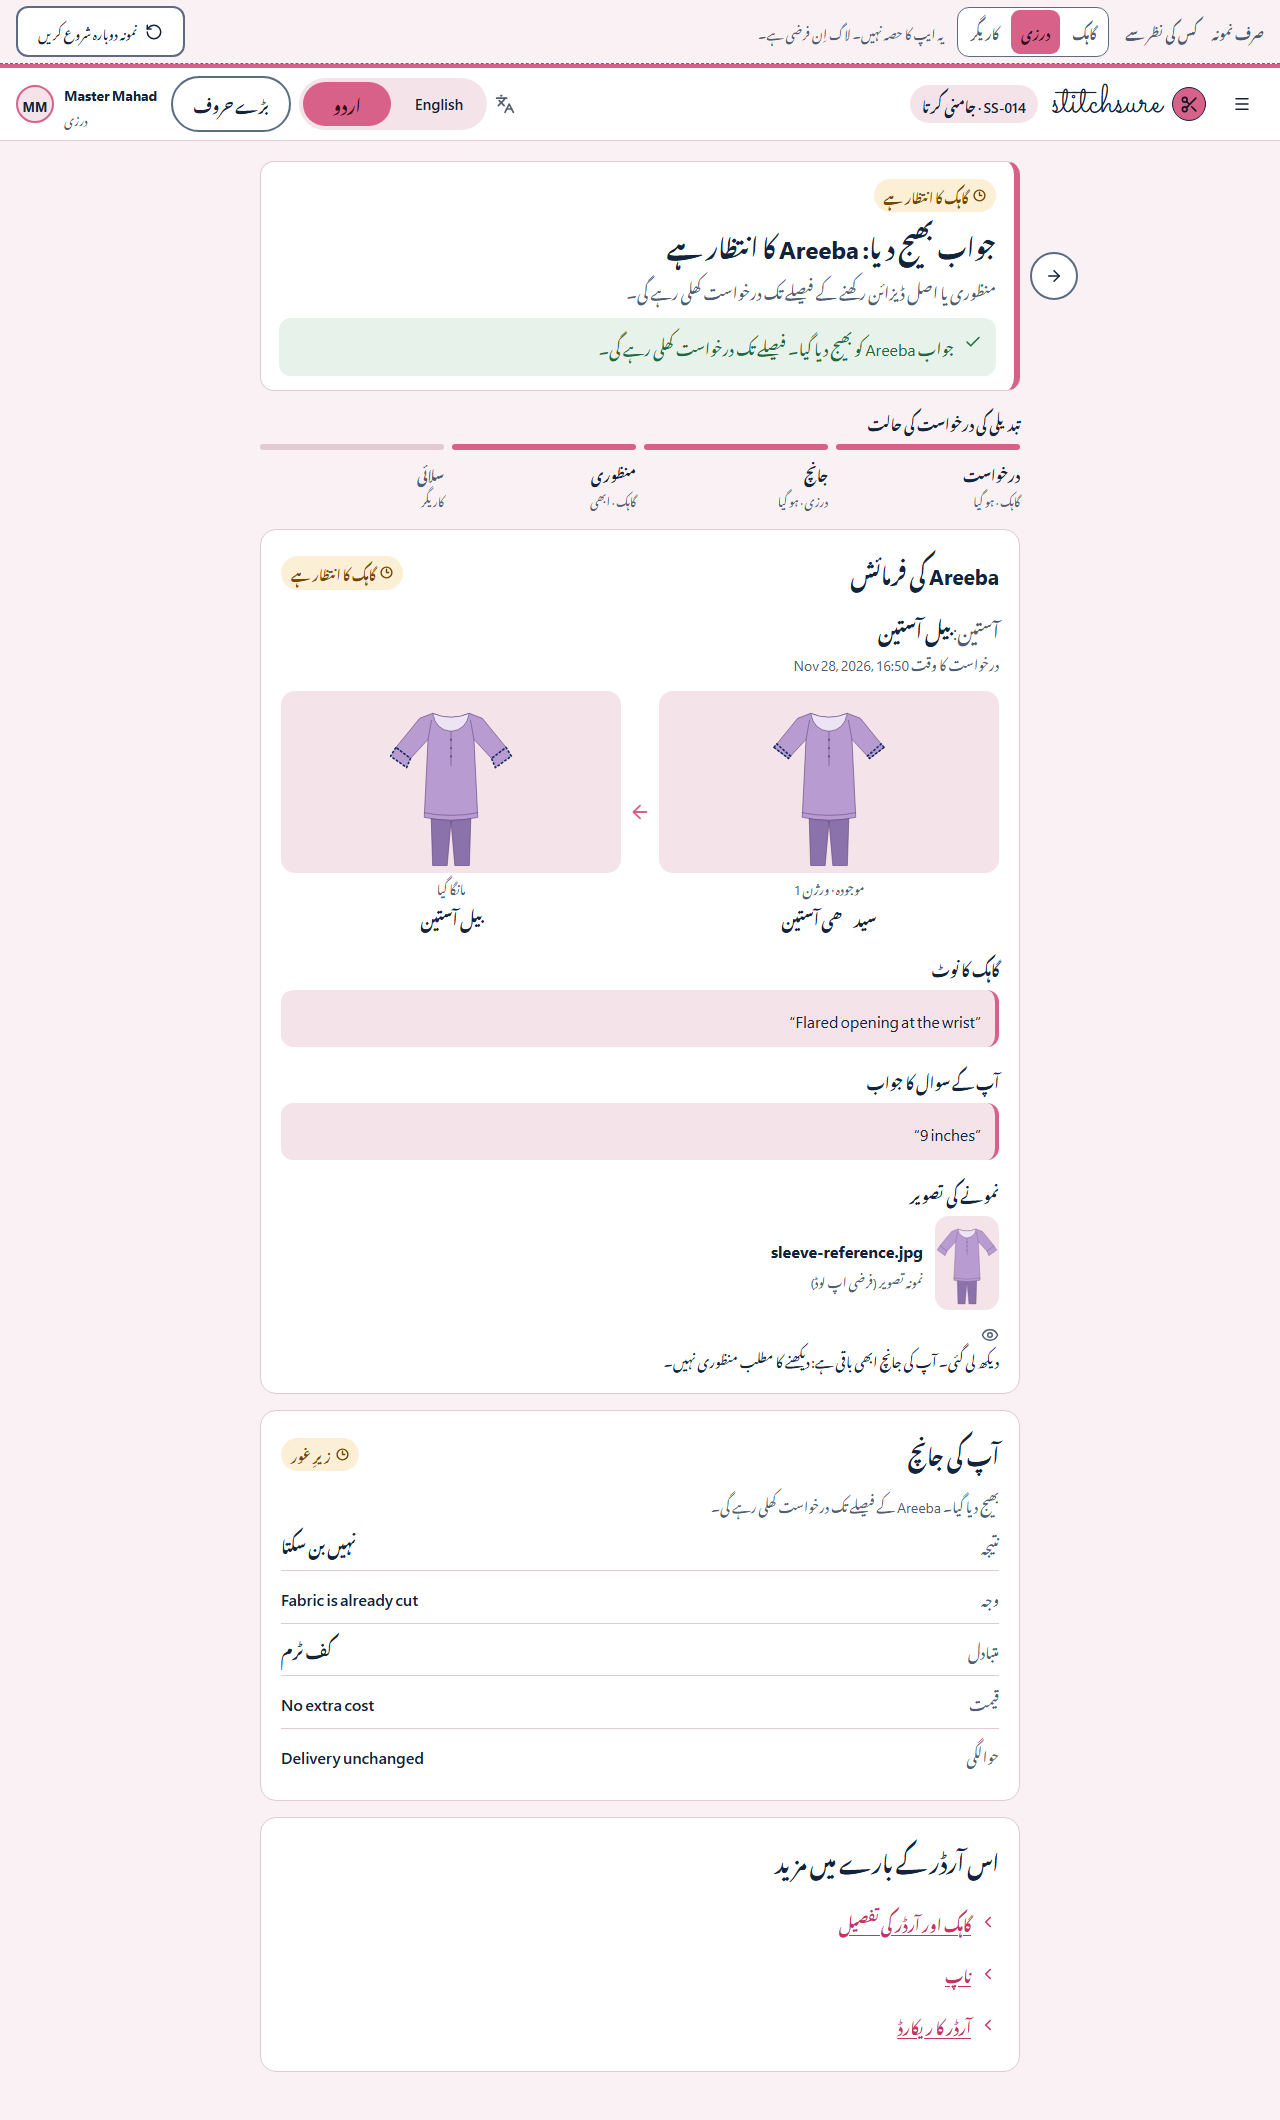 صرف نمونہ
کس کی نظر سے
گاہک
درزی
کاریگر
یہ ایپ کا حصہ نہیں۔ لاگ اِن فرضی ہے۔
نمونہ دوبارہ شروع کریں
stitchsure
SS-014 · جامنی کُرتا
English
اردو
بڑے حروف
MM
Master Mahad
درزی
گاہک کا انتظار ہے
جواب بھیج دیا: Areeba کا انتظار ہے
منظوری یا اصل ڈیزائن رکھنے کے فیصلے تک درخواست کھلی رہے گی۔
جواب Areeba کو بھیج دیا گیا۔ فیصلے تک درخواست کھلی رہے گی۔
تبدیلی کی درخواست کی حالت
درخواست
گاہک · ہو گیا
جانچ
درزی · ہو گیا
منظوری
گاہک · ابھی
سلائی
کاریگر
Areeba کی فرمائش
گاہک کا انتظار ہے
آستین: بیل آستین
درخواست کا وقت Nov 28, 2026, 16:50
موجودہ · ورژن 1
سیدھی آستین
مانگا گیا
بیل آستین
گاہک کا نوٹ
“Flared opening at the wrist”
آپ کے سوال کا جواب
“9 inches”
نمونے کی تصویر
sleeve-reference.jpg
نمونہ تصویر (فرضی اپ لوڈ)
دیکھ لی گئی۔ آپ کی جانچ ابھی باقی ہے: دیکھنے کا مطلب منظوری نہیں۔
آپ کی جانچ
زیرِ غور
بھیج دیا گیا۔ Areeba کے فیصلے تک درخواست کھلی رہے گی۔
نتیجہ
نہیں بن سکتا
وجہ
Fabric is already cut
متبادل
کف ٹرم
قیمت
No extra cost
حوالگی
Delivery unchanged
اس آرڈر کے بارے میں مزید
گاہک اور آرڈر کی تفصیل
ناپ
آرڈر کا ریکارڈ